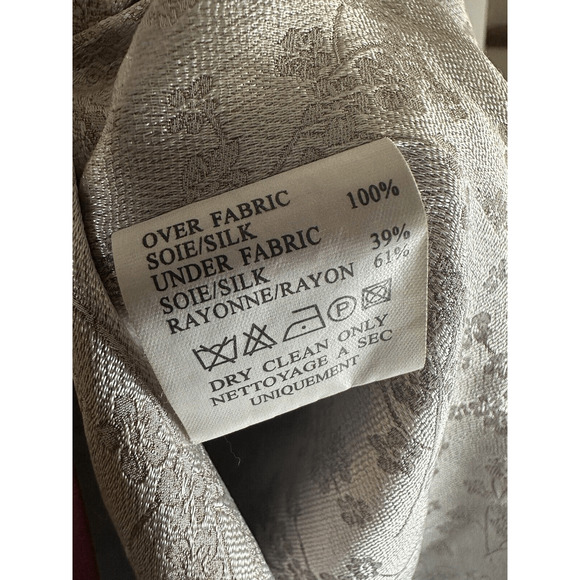 OVER FABRIC
SOIE/SILK 100%
UNDER FABRIC
SOIE/SILK 39%
RAYONNE/RAYON 61%
P
DRY CLEAN ONLY
NETTOYAGE A SEC
UNIQUEMENT